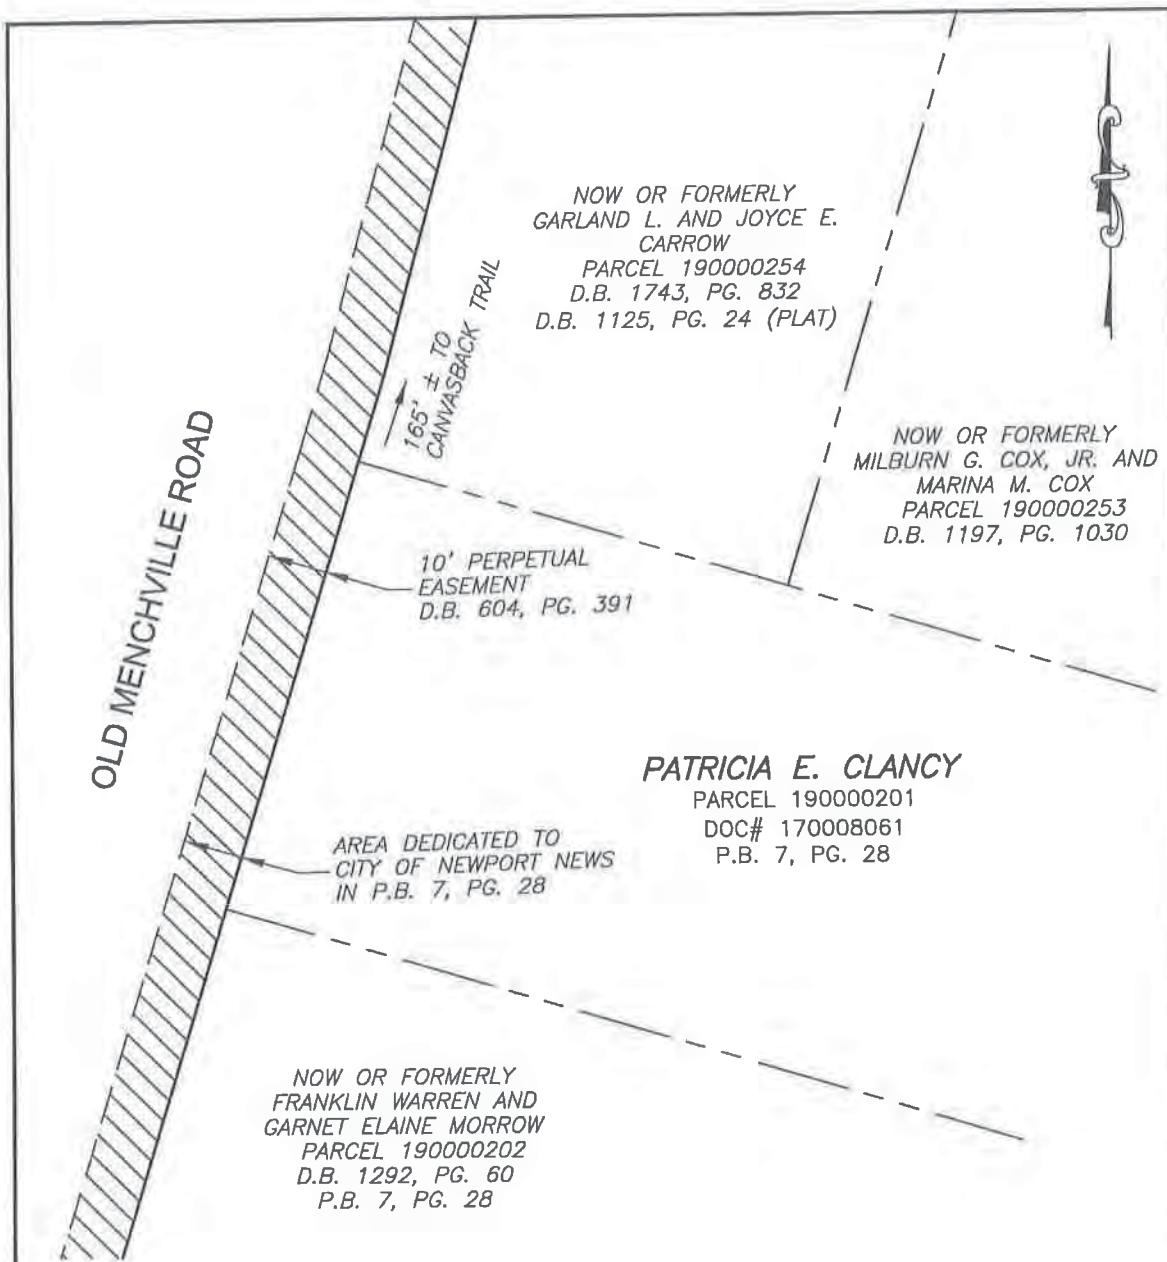 NOW OR FORMERLY
GARLAND L. AND JOYCE E.
CARROW
PARCEL 190000254
D.B. 1743, PG. 832
D.B. 1125, PG. 24 (PLAT)
165' ± TO
CANVASBACK TRAIL
NOW OR FORMERLY
MILBURN G. COX, JR. AND
MARINA M. COX
PARCEL 190000253
D.B. 1197, PG. 1030
OLD MENCHVILLE ROAD
10' PERPETUAL
EASEMENT
D.B. 604, PG. 391
PATRICIA E. CLANCY
PARCEL 190000201
DOC# 170008061
P.B. 7, PG. 28
AREA DEDICATED TO
CITY OF NEWPORT NEWS
IN P.B. 7, PG. 28
NOW OR FORMERLY
FRANKLIN WARREN AND
GARNET ELAINE MORROW
PARCEL 190000202
D.B. 1292, PG. 60
P.B. 7, PG. 28